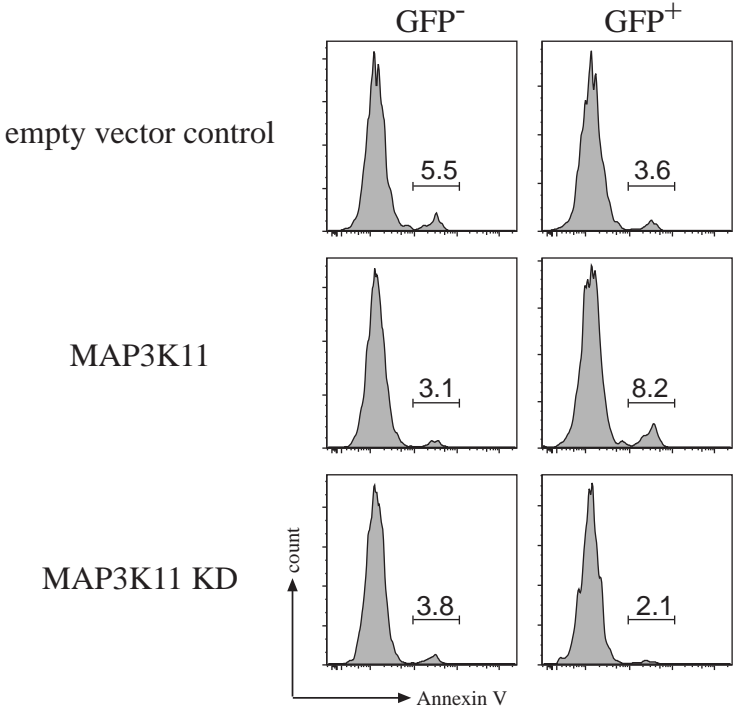 GFP⁻ GFP⁺
empty vector control 5.5 3.6
MAP3K11 3.1 8.2
MAP3K11 KD 3.8 2.1
count
Annexin V